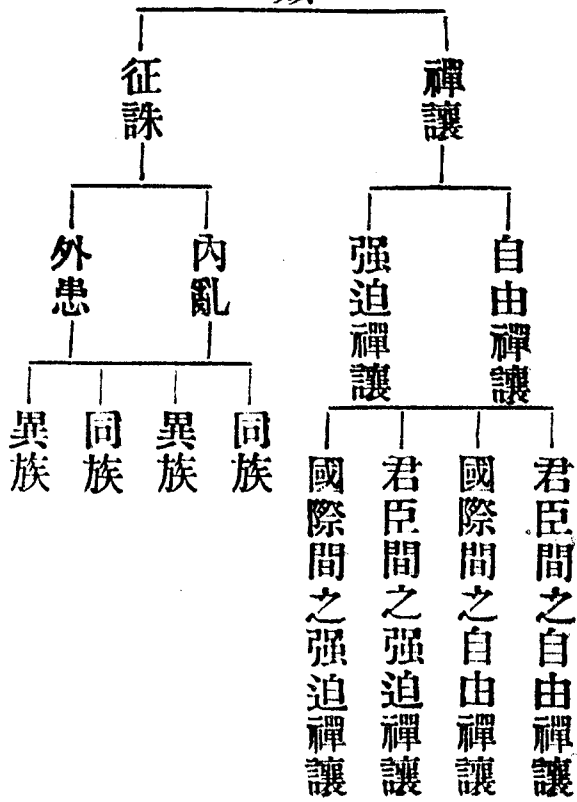 禪讓
征誅
自由禪讓
强迫禪讓
內亂
外患
君臣間之自由禪讓
國際間之自由禪讓
君臣間之强迫禪讓
國際間之强迫禪讓
同族
異族
同族
異族